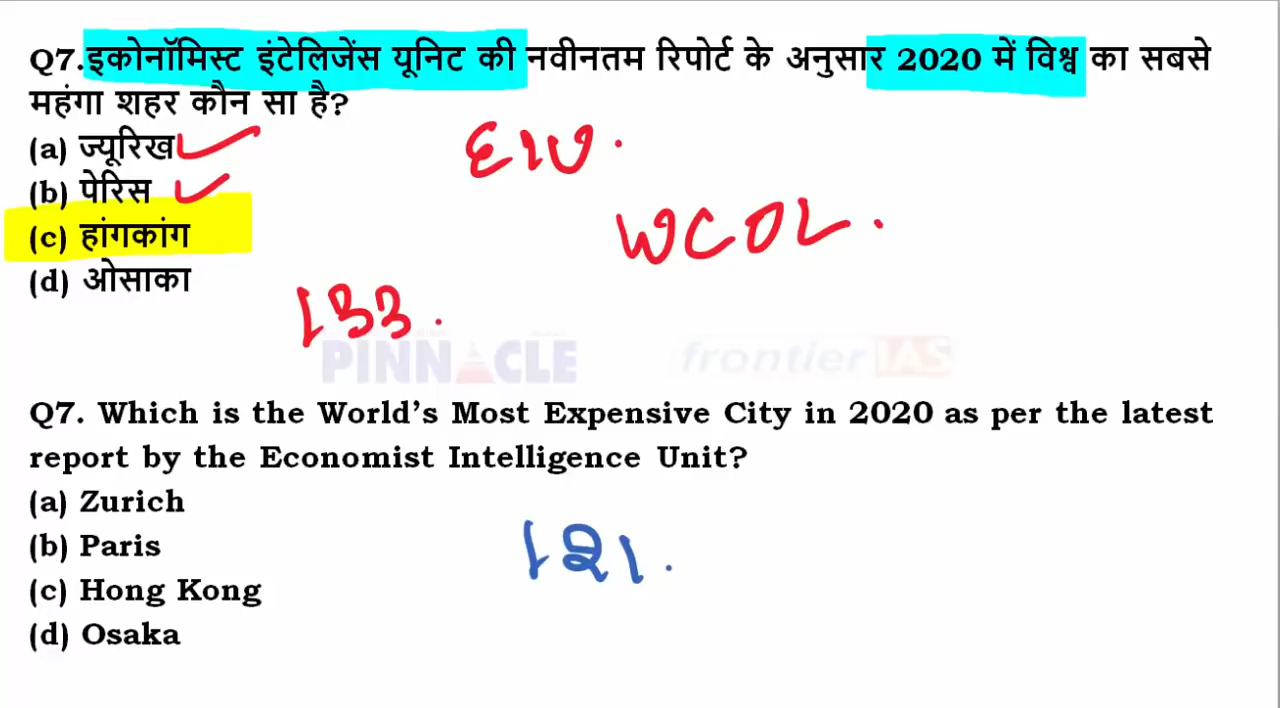 Q7.इकोनॉमिस्ट इंटेलिजेंस यूनिट की नवीनतम रिपोर्ट के अनुसार 2020 में विश्व का सबसे
महंगा शहर कौन सा है?
(a) ज्यूरिख
EIU.
(b) पेरिस
(c) हांगकांग
WCOL.
(d) ओसाका
133.
PINNACLE frontier IAS
Q7. Which is the World’s Most Expensive City in 2020 as per the latest
report by the Economist Intelligence Unit?
(a) Zurich
(b) Paris
121.
(c) Hong Kong
(d) Osaka